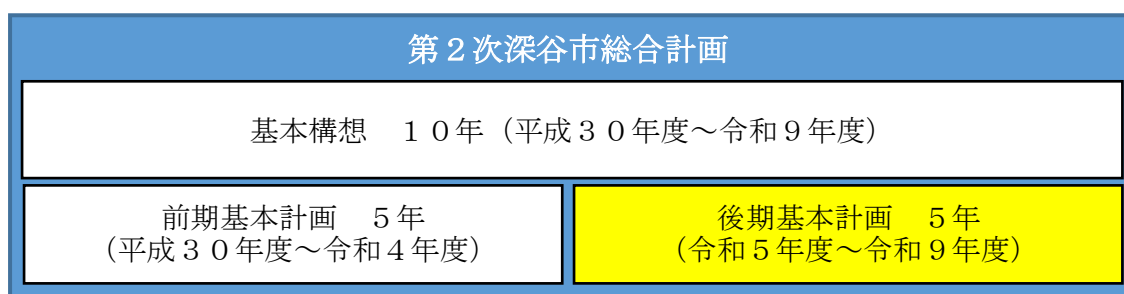 第２次深谷市総合計画
基本構想　１０年（平成３０年度～令和９年度）
前期基本計画　５年
（平成３０年度～令和４年度）
後期基本計画　５年
（令和５年度～令和９年度）